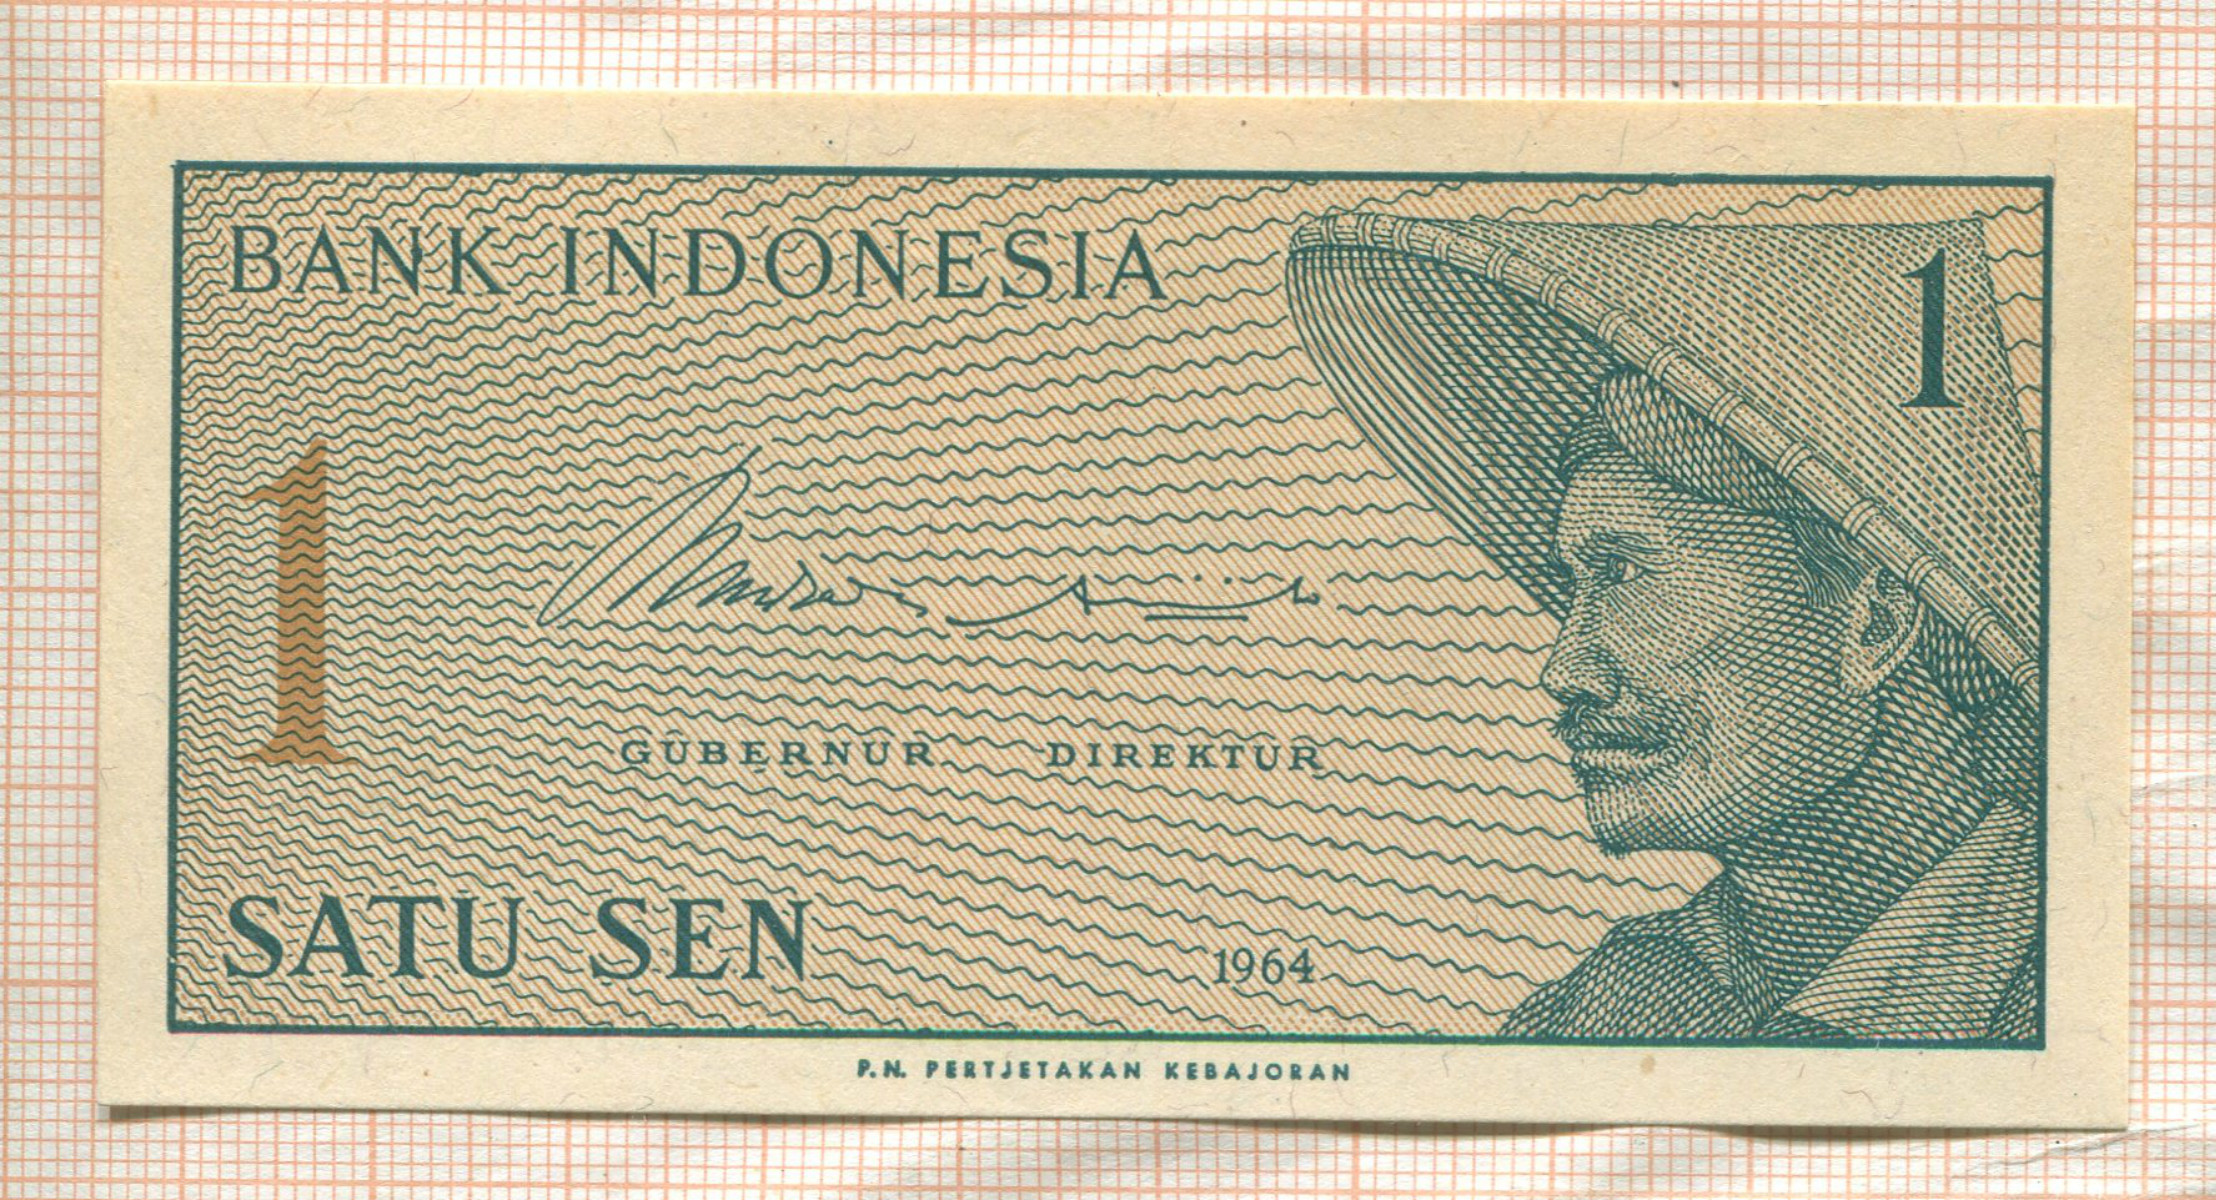 BANK INDONESIA
1
1
GUBERNUR DIREKTUR
SATU SEN
1964
P.N. PERTJETAKAN KEBAJORAN